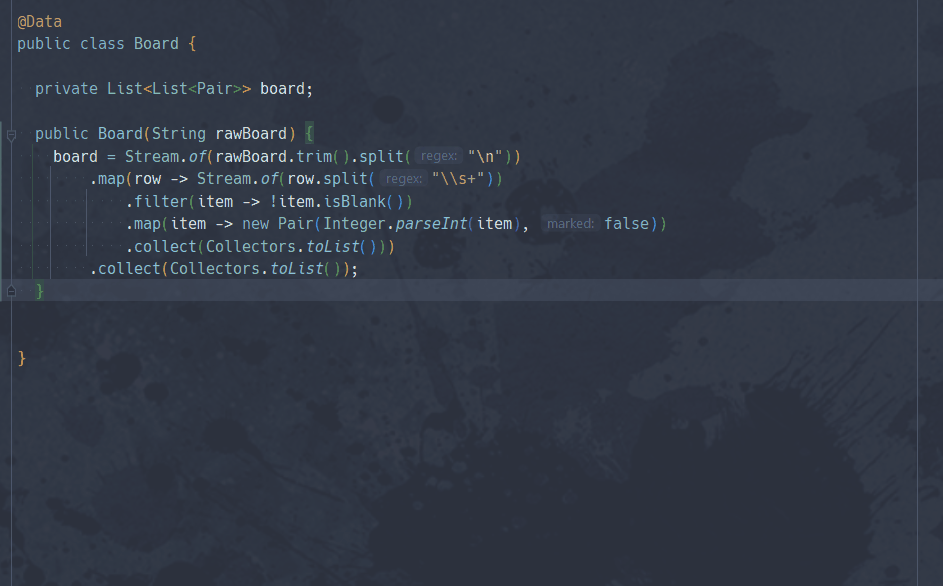 @Data
public class Board {
private List<List<Pair>> board;
public Board(String rawBoard) {
board = Stream.of(rawBoard.trim().split( regex: "\n"))
.map(row -> Stream.of(row.split( regex: "\\s+"))
.filter(item -> !item.isBlank())
.map(item -> new Pair(Integer.parseInt(item), marked: false))
.collect(Collectors.toList()))
.collect(Collectors.toList());
}
}